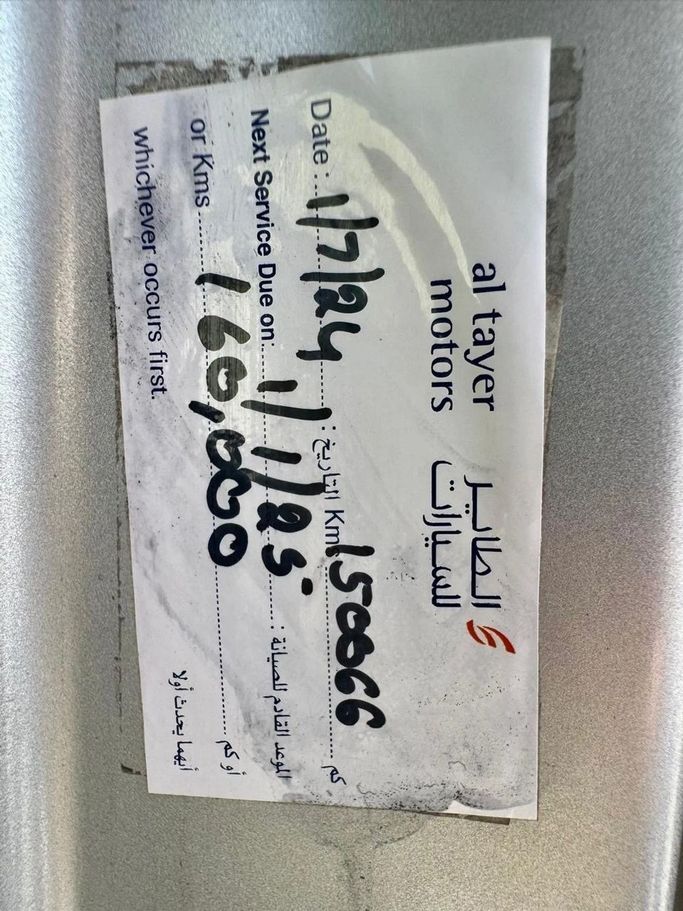 al tayer الطاير
motors للسيارات
Date : 1/7/24 : التاريخ Km 150066 كم
Next Service Due on: 1/1/25 : الموعد القادم للصيانة
or Kms 160,000 أو كم
whichever occurs first. أيهما يحدث أولا